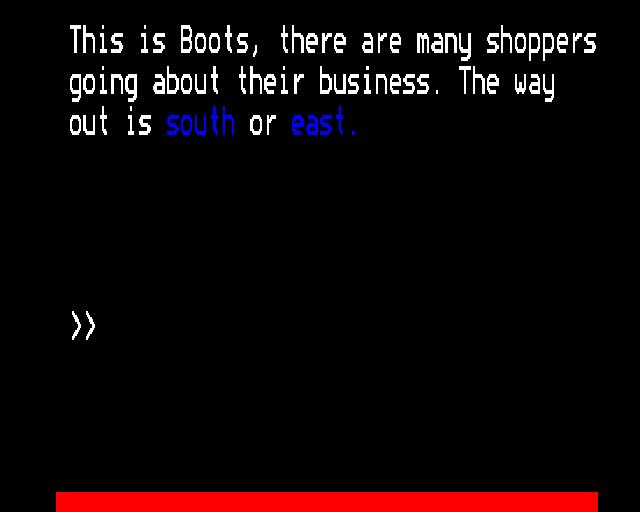 This is Boots, there are many shoppers
going about their business. The way
out is south or east.
>>